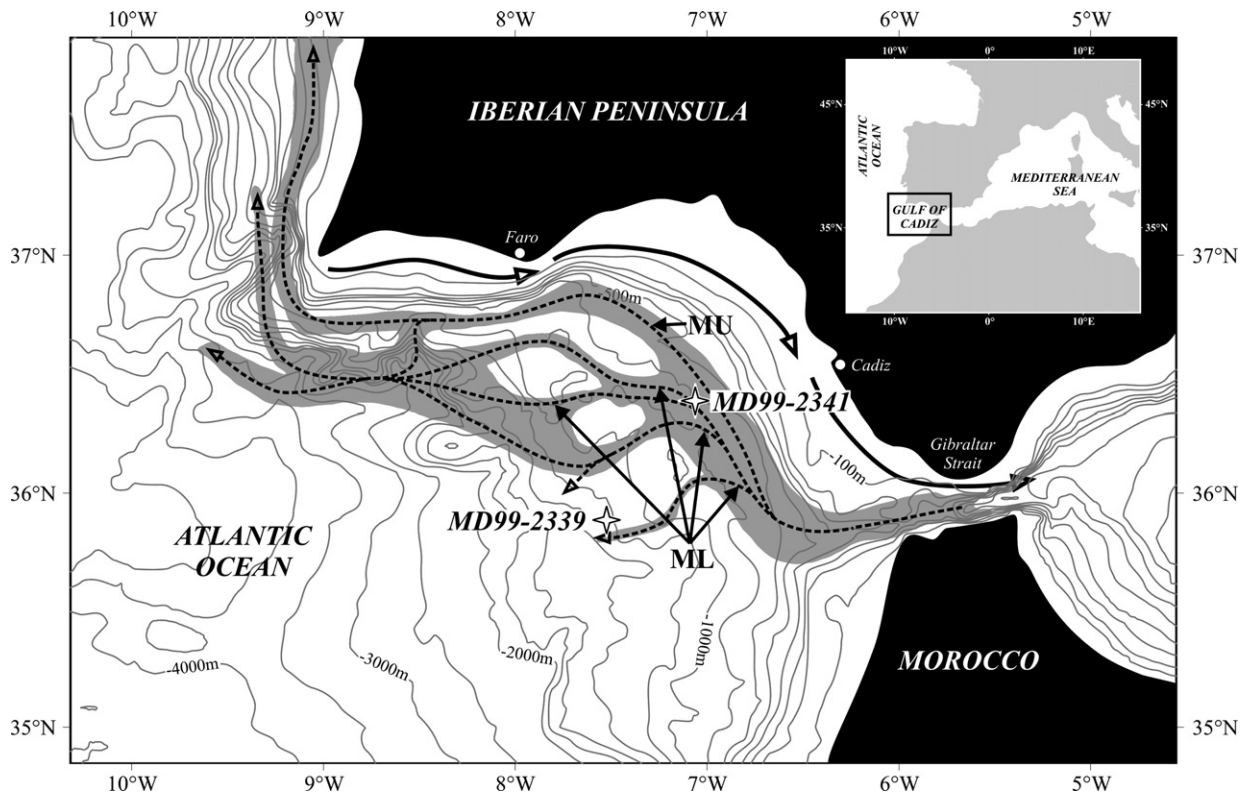 10°W 9°W 8°W 7°W 6°W 5°W
10°W 0° 10°E
45°N 45°N
ATLANTIC
OCEAN
MEDITERRANEAN
SEA
GULF OF
CADIZ
35°N 35°N
10°W 0° 10°E
IBERIAN PENINSULA
37°N 37°N
Faro
-500m
MU
Cadiz
MD99-2341
Gibraltar
Strait
-100m
36°N 36°N
MD99-2339
ATLANTIC
OCEAN
ML
-1000m
-2000m
-3000m
-4000m
MOROCCO
35°N 35°N
10°W 9°W 8°W 7°W 6°W 5°W